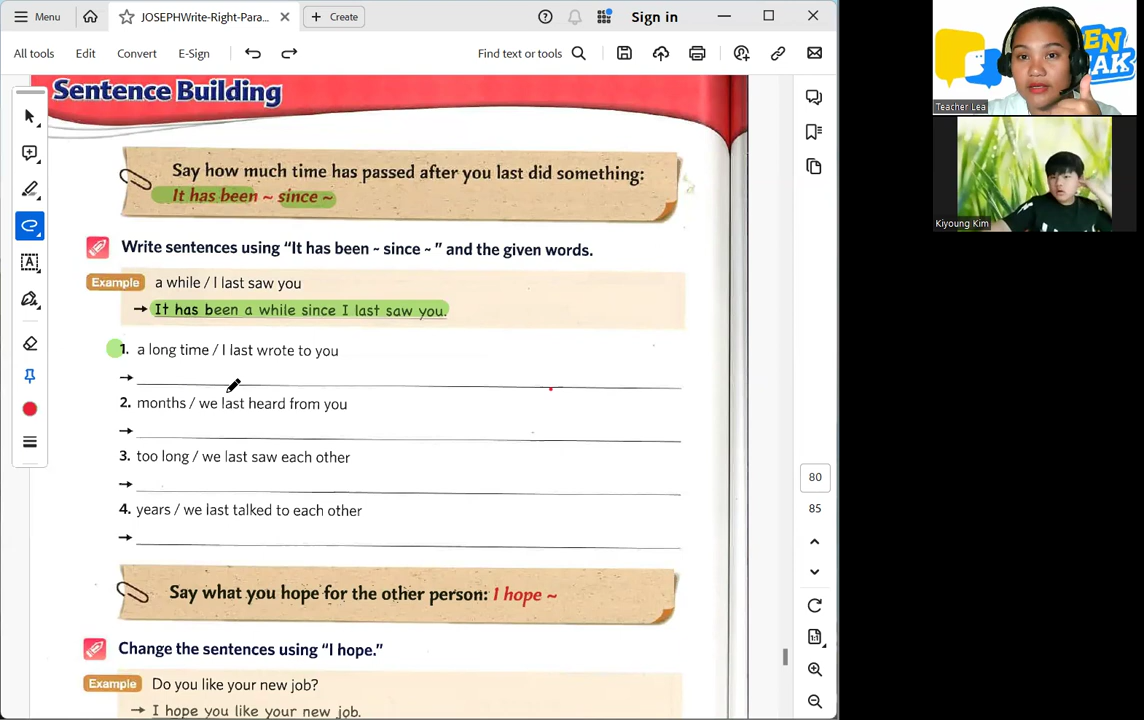 Menu
JOSEPHWrite-Right-Para...
Create
Sign in
All tools
Edit
Convert
E-Sign
Find text or tools
Sentence Building
Say how much time has passed after you last did something:
It has been ~ since ~
Write sentences using "It has been ~ since ~" and the given words.
Example a while / I last saw you
→ It has been a while since I last saw you.
1. a long time / I last wrote to you
→
2. months / we last heard from you
→
3. too long / we last saw each other
→
4. years / we last talked to each other
→
Say what you hope for the other person: I hope ~
Change the sentences using "I hope."
Example Do you like your new job?
→ I hope you like your new job.
80
85
1:1
EN
AK
Teacher Lea
Kiyoung Kim